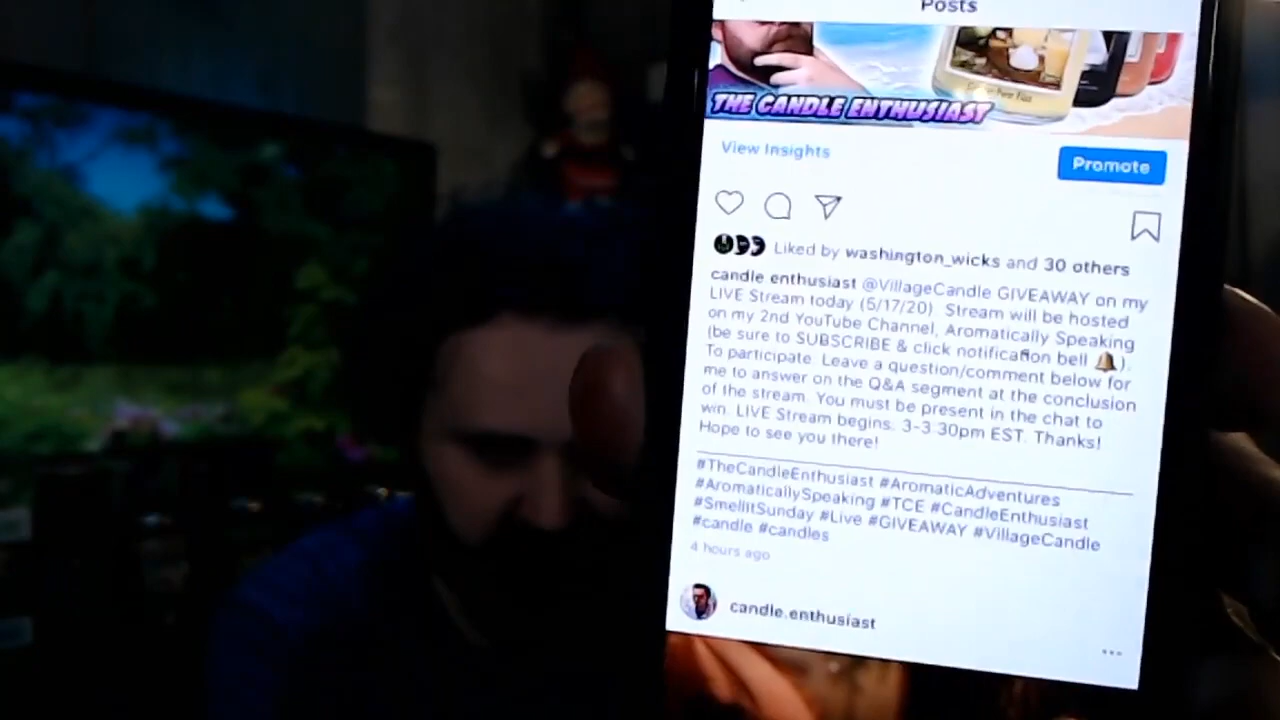 Posts
THE CANDLE ENTHUSIAST
View Insights
Promote
Liked by washington_wicks and 30 others
candle enthusiast @VillageCandle GIVEAWAY on my
LIVE Stream today (5/17/20) Stream will be hosted
on my 2nd YouTube Channel, Aromatically Speaking
(be sure to SUBSCRIBE & click notification bell 🔔).
To participate: Leave a question/comment below for
me to answer on the Q&A segment at the conclusion
of the stream. You must be present in the chat to
win. LIVE Stream begins: 3-3:30pm EST. Thanks!
Hope to see you there!
#TheCandleEnthusiast #AromaticAdventures
#AromaticallySpeaking #TCE #CandleEnthusiast
#SmellItSunday #Live #GIVEAWAY #VillageCandle
#candle #candles
4 hours ago
candle.enthusiast